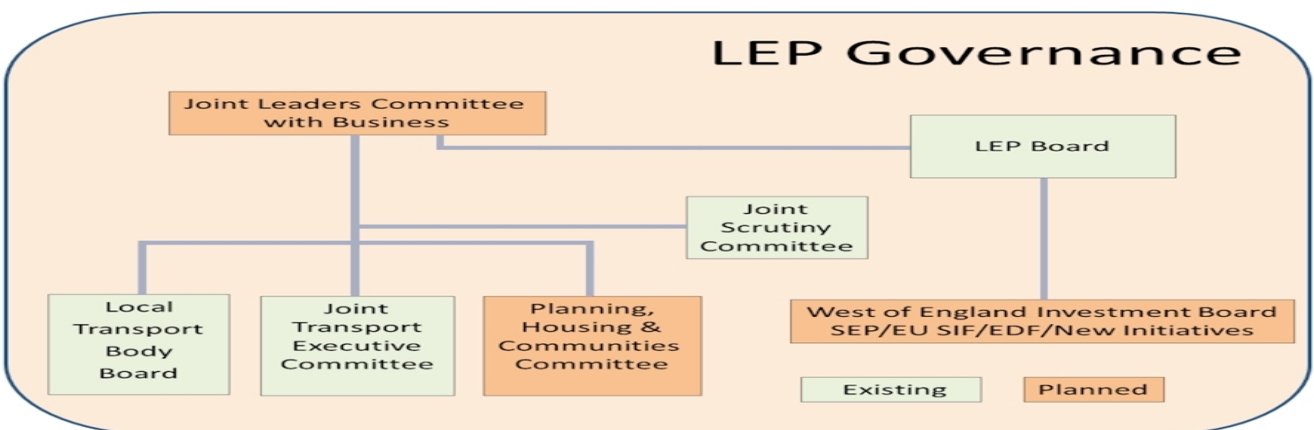 LEP Governance
Joint Leaders Committee
with Business
LEP Board
Joint
Scrutiny
Committee
Local
Transport
Body
Board
Joint
Transport
Executive
Committee
Planning,
Housing &
Communities
Committee
West of England Investment Board
SEP/EU SIF/EDF/New Initiatives
Existing
Planned